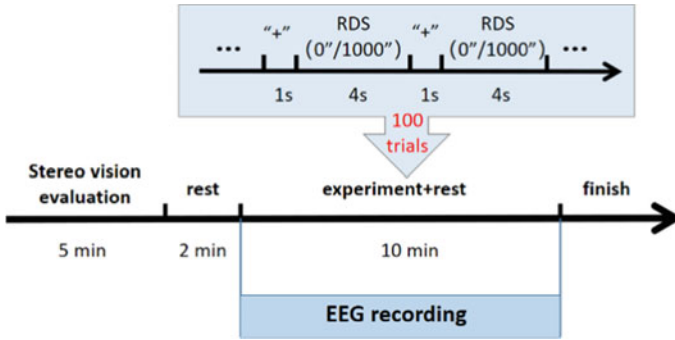 “+” RDS “+” RDS
... (0”/1000”) (0”/1000”) ...
1s 4s 1s 4s
100
trials
Stereo vision
evaluation rest experiment+rest finish
5 min 2 min 10 min
EEG recording